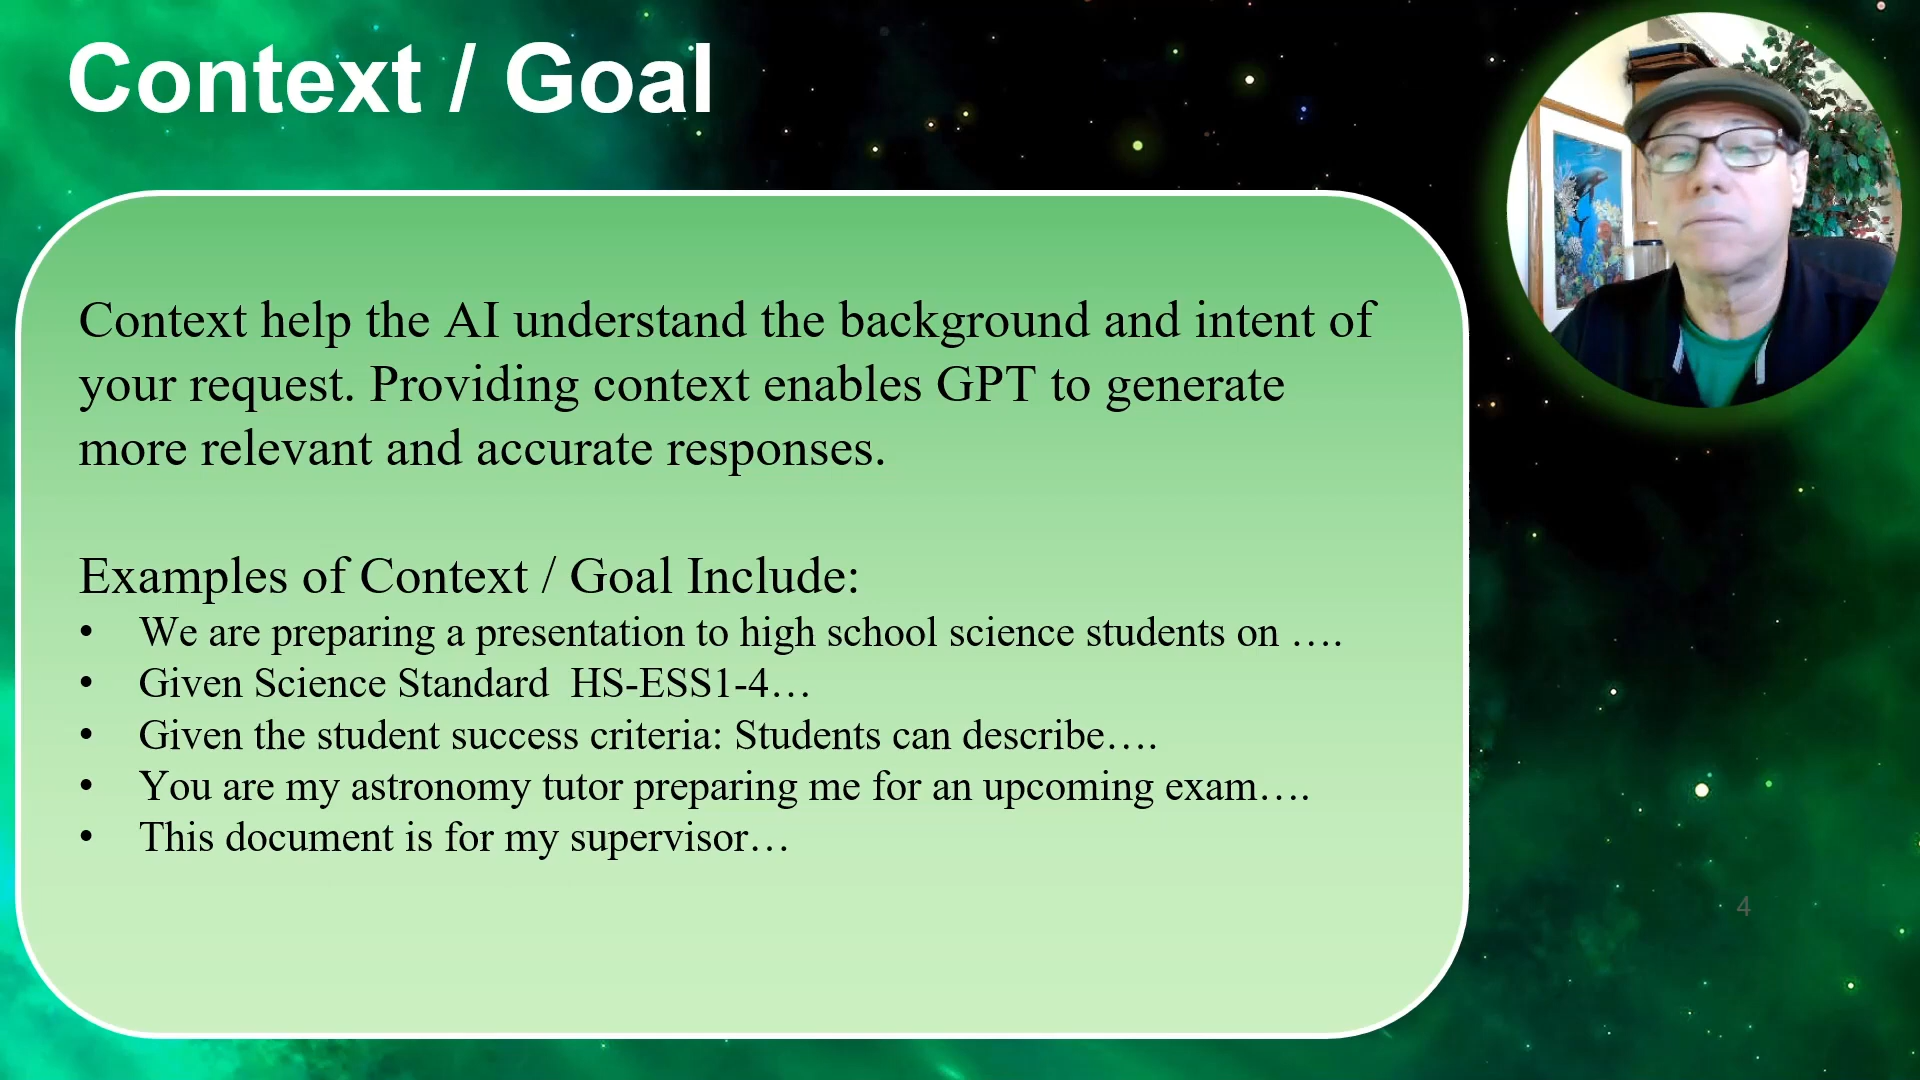 Context / Goal
Context help the AI understand the background and intent of
your request. Providing context enables GPT to generate
more relevant and accurate responses.
Examples of Context / Goal Include:
• We are preparing a presentation to high school science students on ….
• Given Science Standard  HS-ESS1-4…
• Given the student success criteria: Students can describe….
• You are my astronomy tutor preparing me for an upcoming exam….
• This document is for my supervisor…
4